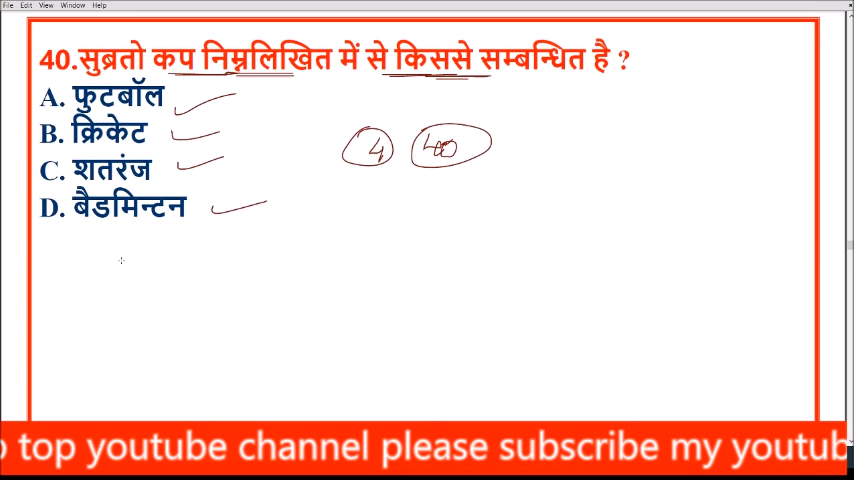 File Edit View Window Help
40.सुब्रतो कप निम्नलिखित में से किससे सम्बन्धित है ?
A. फुटबॉल
B. क्रिकेट
4 40
C. शतरंज
D. बैडमिन्टन
top youtube channel please subscribe my youtub